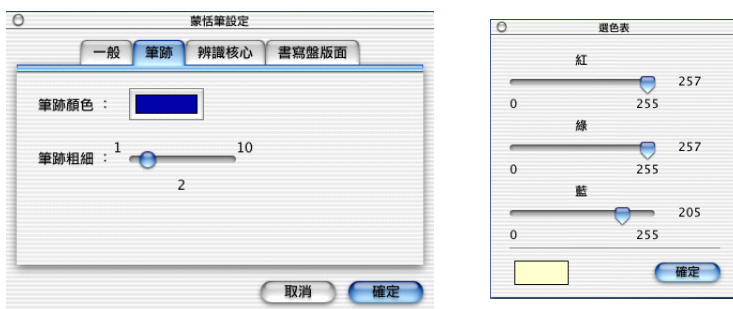 蒙恬筆設定
一般 筆跡 辨識核心 書寫盤版面
筆跡顏色 :
筆跡粗細 : 1 10
2
取消 確定
選色表
紅
257
0 255
綠
257
0 255
藍
205
0 255
確定